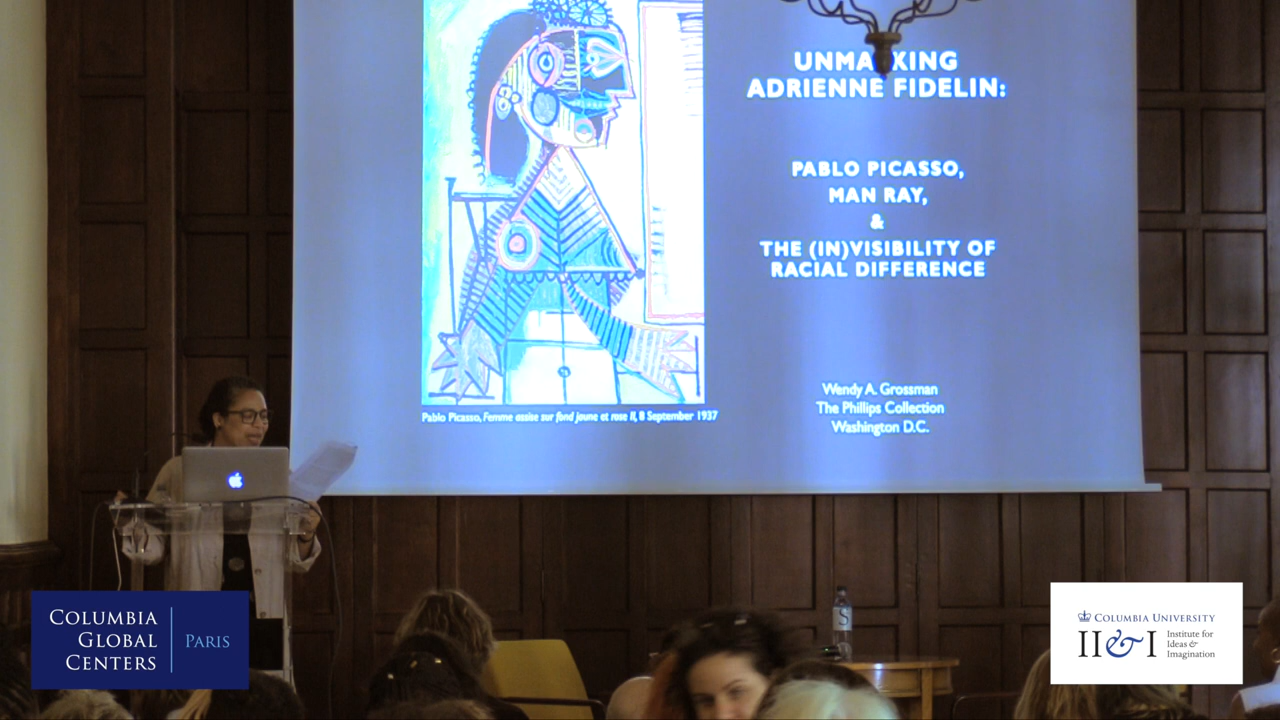 UNMASKING
ADRIENNE FIDELIN:
PABLO PICASSO,
MAN RAY,
&
THE (IN)VISIBILITY OF
RACIAL DIFFERENCE
Wendy A. Grossman
The Phillips Collection
Washington D.C.
Pablo Picasso, Femme assise sur fond jaune et rose II, 8 September 1937
COLUMBIA
GLOBAL
CENTERS
PARIS
COLUMBIA UNIVERSITY
II&I
Institute for
Ideas &
Imagination